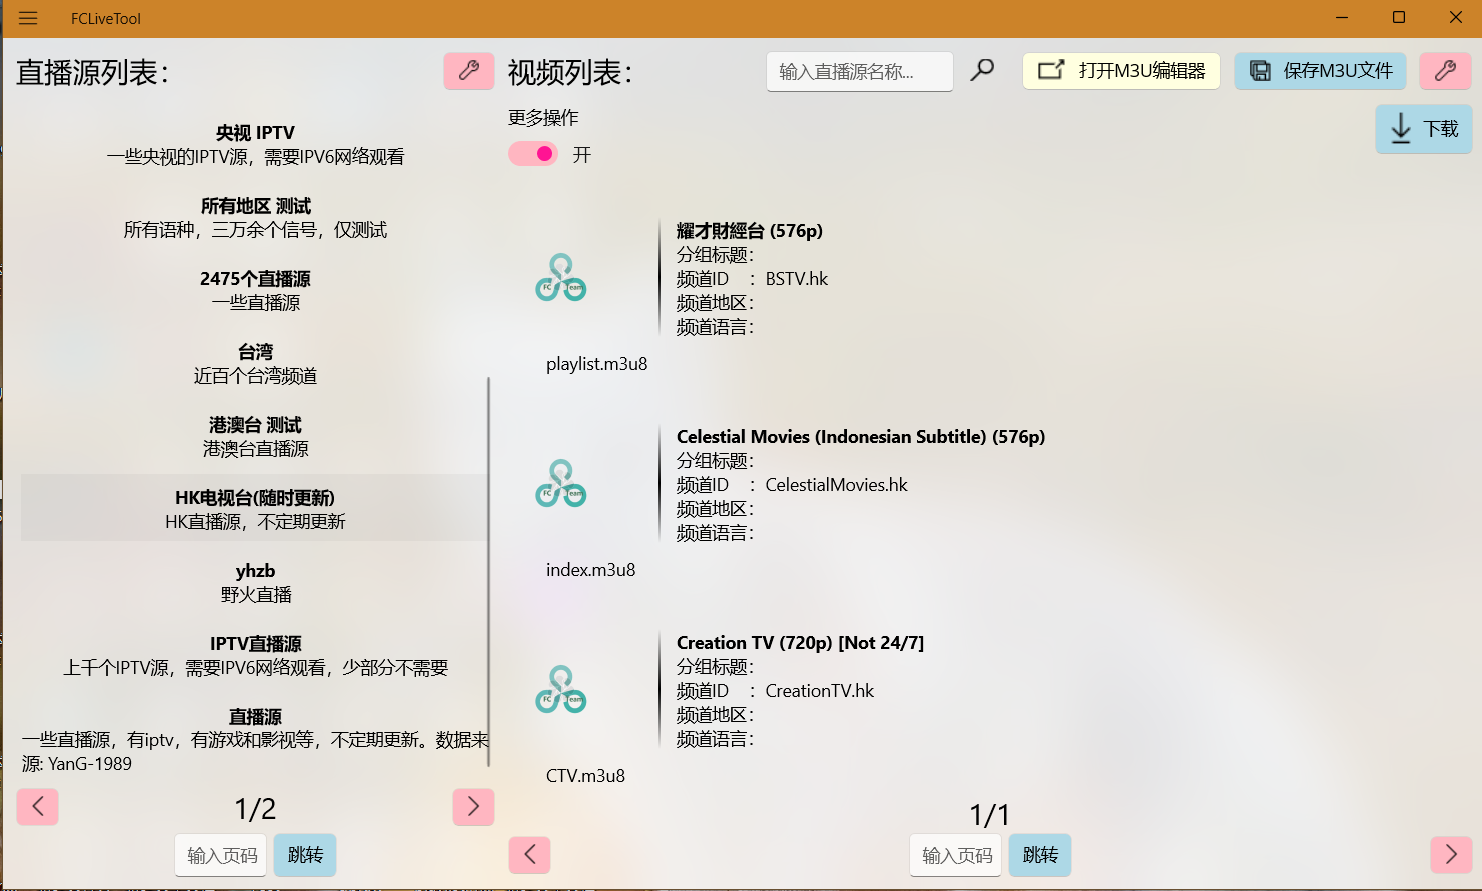 FCLiveTool
直播源列表：
央视 IPTV
一些央视的IPTV源，需要IPV6网络观看
所有地区 测试
所有语种，三万余个信号，仅测试
2475个直播源
一些直播源
台湾
近百个台湾频道
港澳台 测试
港澳台直播源
HK电视台(随时更新)
HK直播源，不定期更新
yhzb
野火直播
IPTV直播源
上千个IPTV源，需要IPV6网络观看，少部分不需要
直播源
一些直播源，有iptv，有游戏和影视等，不定期更新。数据来
源: YanG-1989
1/2
输入页码
跳转
视频列表：
输入直播源名称...
打开M3U编辑器
保存M3U文件
更多操作
开
下载
FC Team
耀才財經台 (576p)
分组标题：
频道ID ：BSTV.hk
频道地区：
频道语言：
playlist.m3u8
FC Team
Celestial Movies (Indonesian Subtitle) (576p)
分组标题：
频道ID ：CelestialMovies.hk
频道地区：
频道语言：
index.m3u8
FC Team
Creation TV (720p) [Not 24/7]
分组标题：
频道ID ：CreationTV.hk
频道地区：
频道语言：
CTV.m3u8
1/1
输入页码
跳转